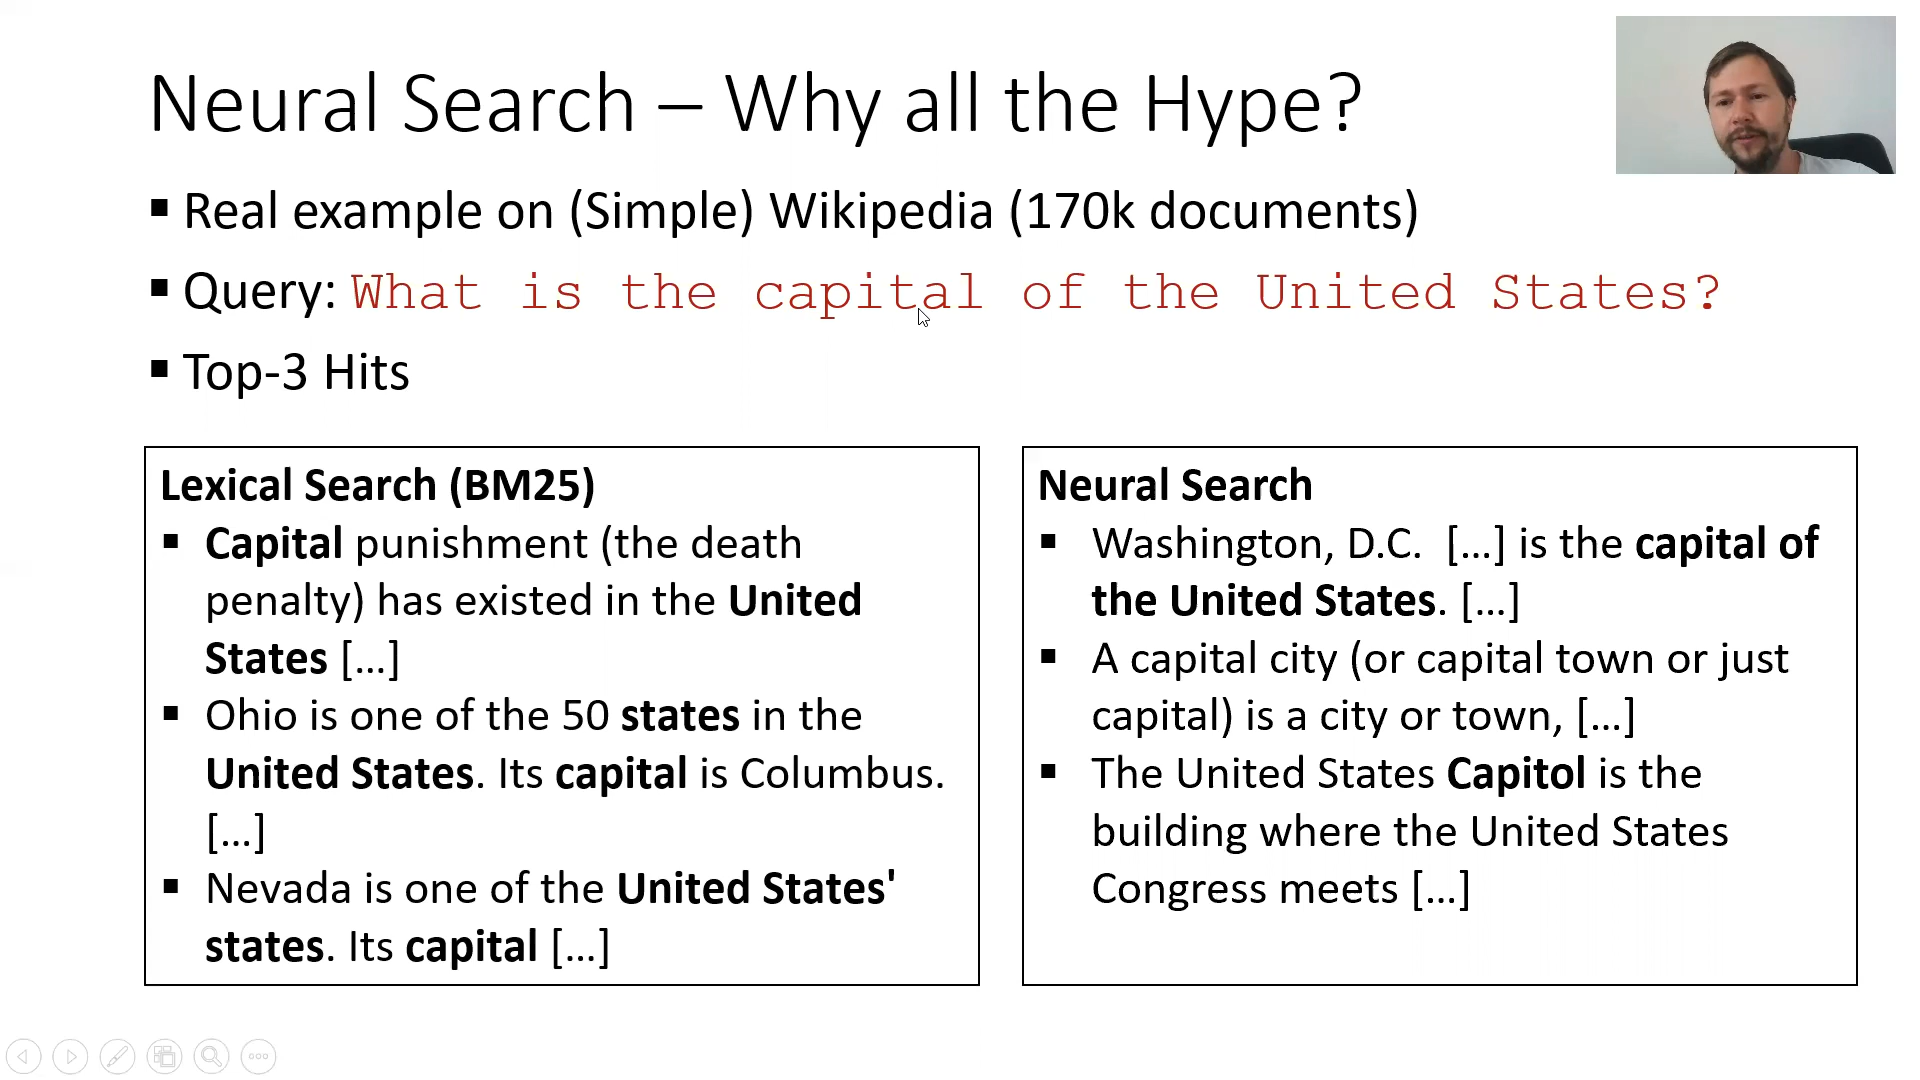 Neural Search – Why all the Hype?
▪ Real example on (Simple) Wikipedia (170k documents)
▪ Query: What is the capital of the United States?
▪ Top-3 Hits
Lexical Search (BM25)
▪ Capital punishment (the death
penalty) has existed in the United
States […]
▪ Ohio is one of the 50 states in the
United States. Its capital is Columbus.
[…]
▪ Nevada is one of the United States'
states. Its capital […]
Neural Search
▪ Washington, D.C. […] is the capital of
the United States. […]
▪ A capital city (or capital town or just
capital) is a city or town, […]
▪ The United States Capitol is the
building where the United States
Congress meets […]